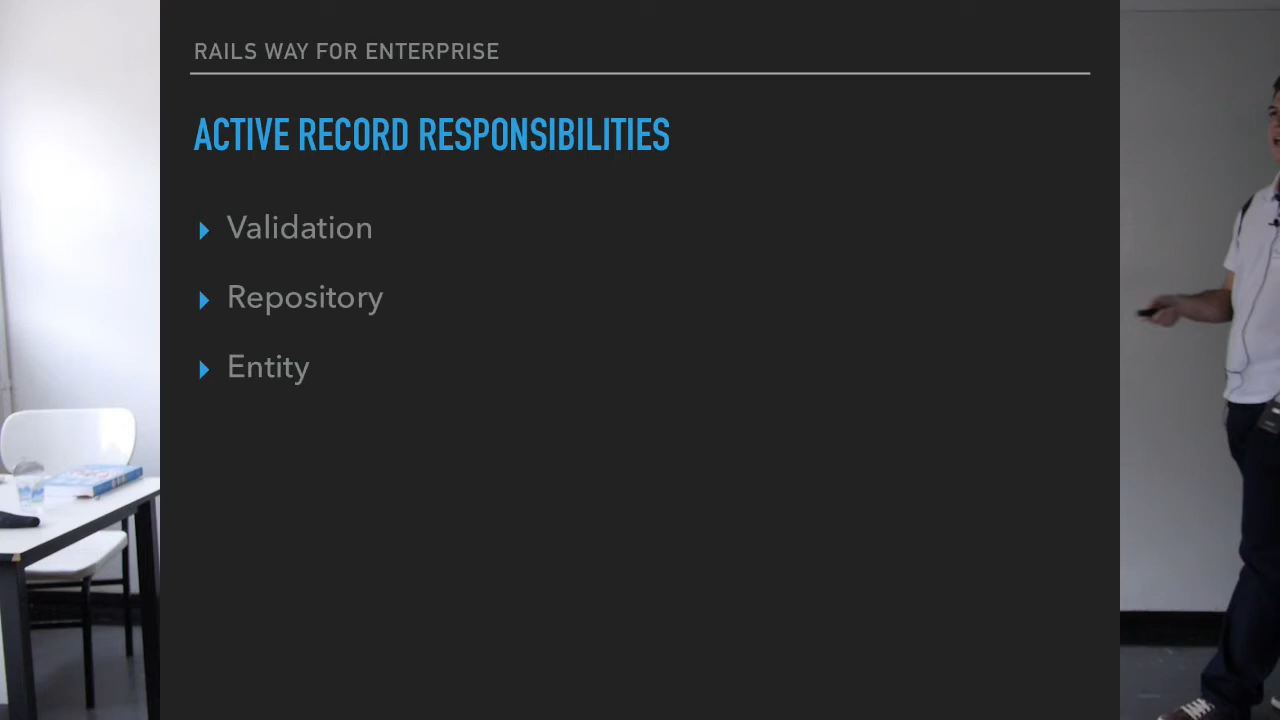 RAILS WAY FOR ENTERPRISE
ACTIVE RECORD RESPONSIBILITIES
Validation
Repository
Entity